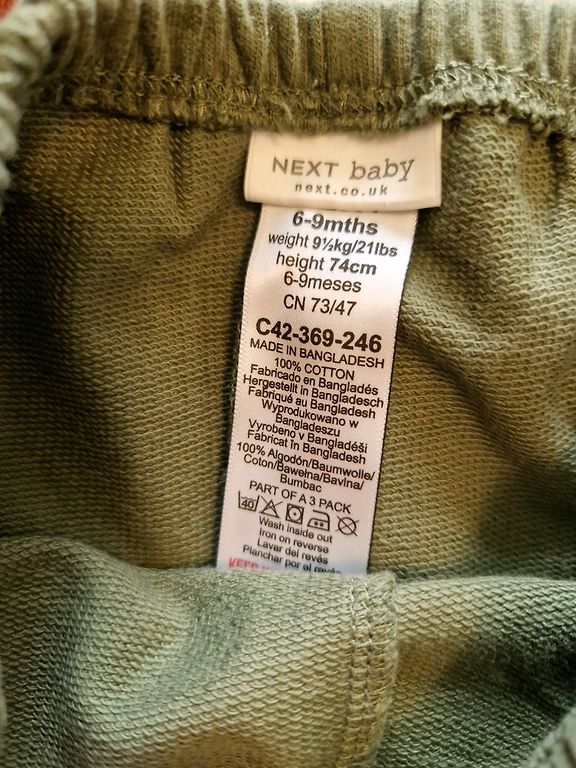 NEXT baby
next.co.uk
6-9mths
weight 9½kg/21lbs
height 74cm
6-9meses
CN 73/47
C42-369-246
MADE IN BANGLADESH
100% COTTON
Fabricado en Bangladés
Hergestellt in Bangladesch
Fabriqué au Bangladesh
Wyprodukowano w
Bangladeszu
Vyrobeno v Bangladéši
Fabricat în Bangladesh
100% Algodón/Baumwolle/
Coton/Bawełna/Bavlna/
Bumbac
PART OF A 3 PACK
40
Wash inside out
Iron on reverse
Lavar del revés
Planchar por el revés
KEEP